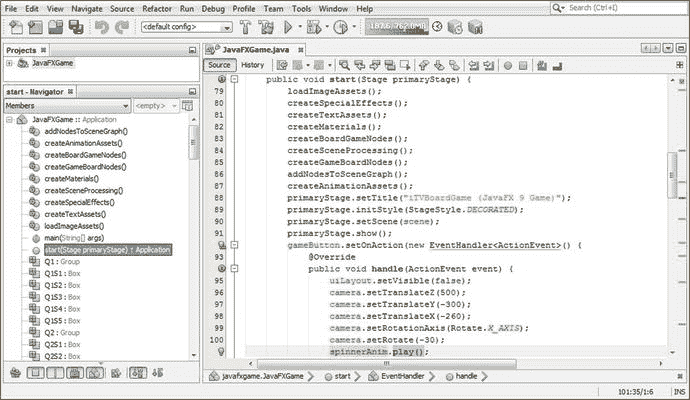 File Edit View Navigate Source Refactor Run Debug Profile Team Tools Window Help
Search (Ctrl+I)
<default config>
187.6/762.0MB
Projects
JavaFXGame
start - Navigator
Members
<empty>
JavaFXGame :: Application
addNodesToSceneGraph()
createAnimationAssets()
createBoardGameNodes()
createGameBoardNodes()
createMaterials()
createSceneProcessing()
createSpecialEffects()
createTextAssets()
loadImageAssets()
main(String[] args)
start(Stage primaryStage) ↑ Application
Q1 : Group
Q1S1 : Box
Q1S2 : Box
Q1S3 : Box
Q1S4 : Box
Q1S5 : Box
Q2 : Group
Q2S1 : Box
Q2S2 : Box
JavaFXGame.java
Source History
public void start(Stage primaryStage) {
79 loadImageAssets();
80 createSpecialEffects();
81 createTextAssets();
82 createMaterials();
83 createBoardGameNodes();
84 createSceneProcessing();
85 createGameBoardNodes();
86 addNodesToSceneGraph();
87 createAnimationAssets();
88 primaryStage.setTitle("iTVBoardGame (JavaFX 9 Game)");
89 primaryStage.initStyle(StageStyle.DECORATED);
90 primaryStage.setScene(scene);
91 primaryStage.show();
gameButton.setOnAction(new EventHandler<ActionEvent>() {
93 @Override
public void handle(ActionEvent event) {
95 uiLayout.setVisible(false);
96 camera.setTranslateZ(500);
97 camera.setTranslateY(-300);
98 camera.setTranslateX(-260);
99 camera.setRotationAxis(Rotate.X_AXIS);
100 camera.setRotate(-30);
spinnerAnim.play();
javafxgame.JavaFXGame start EventHandler handle
101:35/1:6 INS